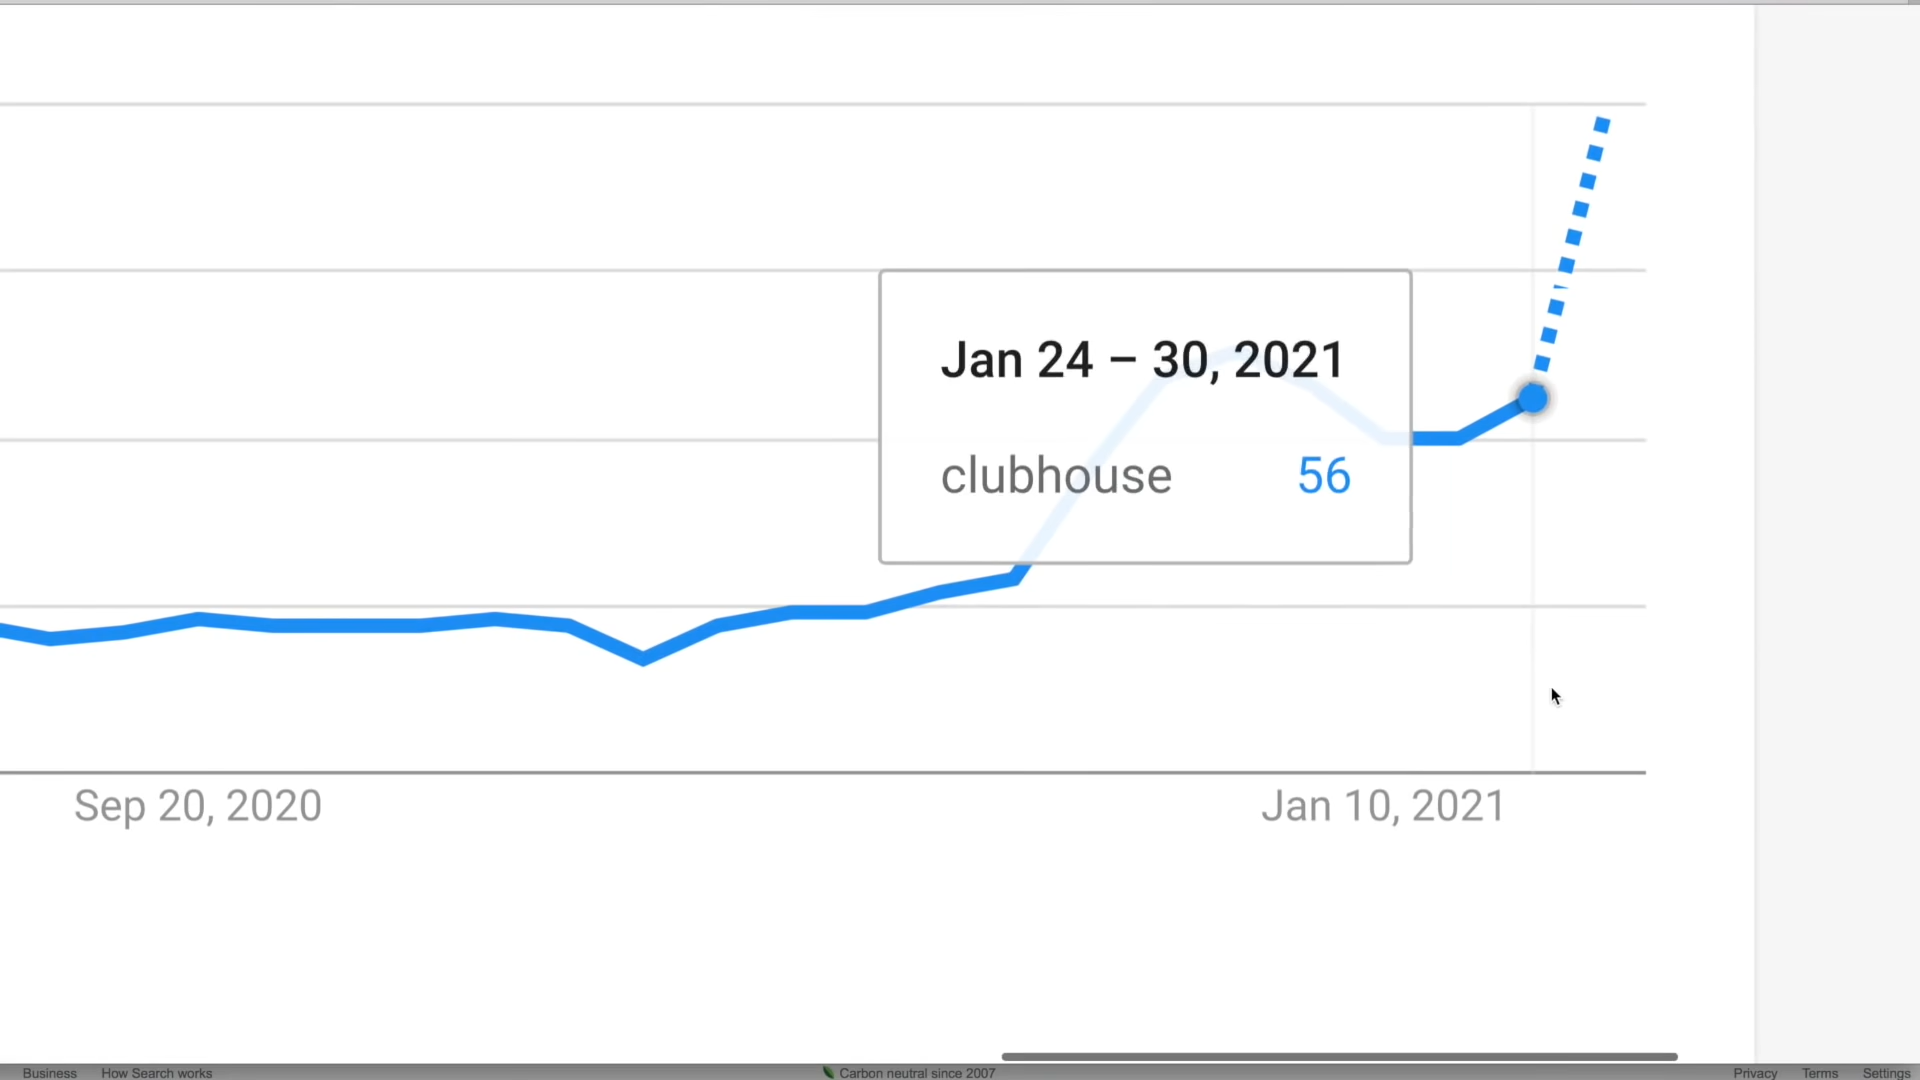 Jan 24 – 30, 2021
clubhouse 56
Sep 20, 2020 Jan 10, 2021
Business How Search works Carbon neutral since 2007 Privacy Terms Settings